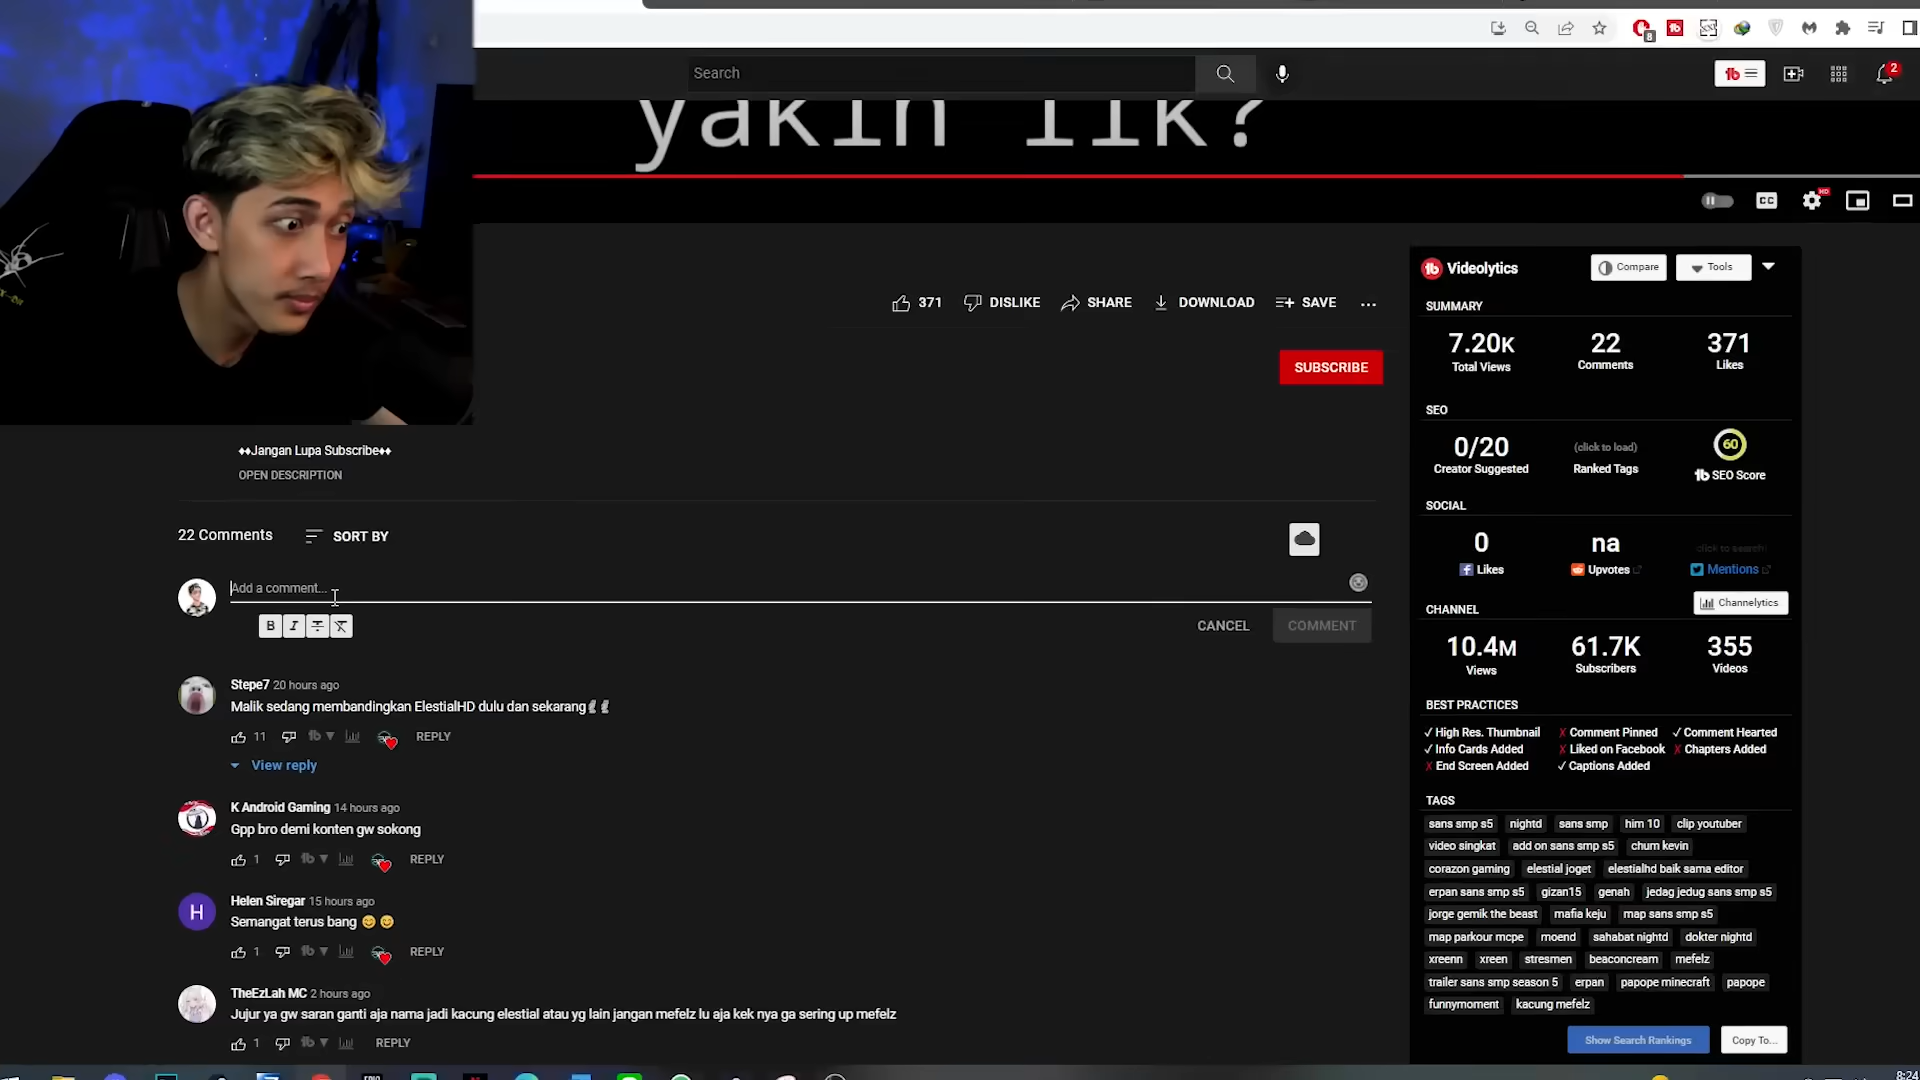 8
Search
2
yakin lik?
CC
HD
371
DISLIKE
SHARE
DOWNLOAD
SAVE
SUBSCRIBE
♦♦Jangan Lupa Subscribe♦♦
OPEN DESCRIPTION
22 Comments
SORT BY
Add a comment...
B I
CANCEL
COMMENT
Stepe7 20 hours ago
Malik sedang membandingkan ElestialHD dulu dan sekarang
11
REPLY
View reply
K Android Gaming 14 hours ago
Gpp bro demi konten gw sokong
1
REPLY
H
Helen Siregar 15 hours ago
Semangat terus bang 😊😊
1
REPLY
TheEzLah MC 2 hours ago
Jujur ya gw saran ganti aja nama jadi kacung elestial atau yg lain jangan mefelz lu aja kek nya ga sering up mefelz
1
REPLY
Videolytics
Compare
Tools
SUMMARY
7.20K 22 371
Total Views Comments Likes
SEO
0/20 (click to load) 60
Creator Suggested Ranked Tags SEO Score
SOCIAL
0 na click to search!
Likes Upvotes Mentions
CHANNEL
Channelytics
10.4M 61.7K 355
Views Subscribers Videos
BEST PRACTICES
✓ High Res. Thumbnail ✗ Comment Pinned ✓ Comment Hearted
✓ Info Cards Added ✗ Liked on Facebook ✗ Chapters Added
✗ End Screen Added ✓ Captions Added
TAGS
sans smp s5 nightd sans smp him 10 clip youtuber
video singkat add on sans smp s5 chum kevin
corazon gaming elestial joget elestialhd baik sama editor
erpan sans smp s5 gizan15 genah jedag jedug sans smp s5
jorge gemik the beast mafia keju map sans smp s5
map parkour mcpe moend sahabat nightd dokter nightd
xreenn xreen stresmen beaconcream mefelz
trailer sans smp season 5 erpan papope minecraft papope
funnymoment kacung mefelz
Show Search Rankings
Copy To...
EPIC
8:24